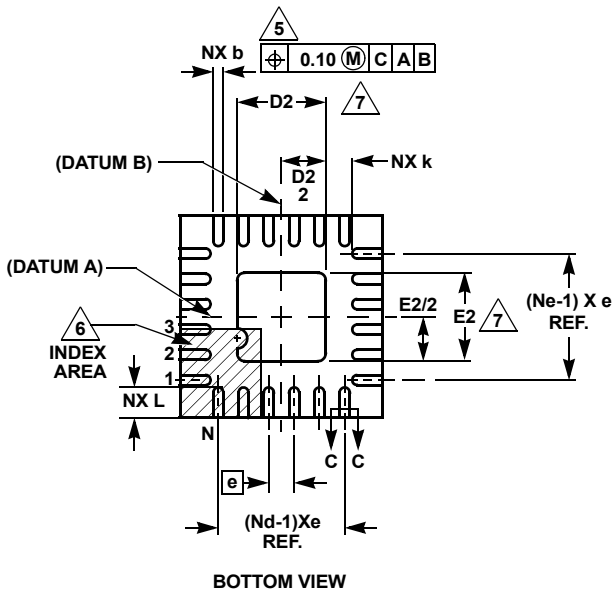 5
NX b
⌖ 0.10 Ⓜ C A B
D2
7
(DATUM B)
D2
2
NX k
(DATUM A)
6
INDEX
AREA
3
2
1
E2/2
E2
7
(Ne-1) X e
REF.
NX L
N
C C
e
(Nd-1)Xe
REF.
BOTTOM VIEW